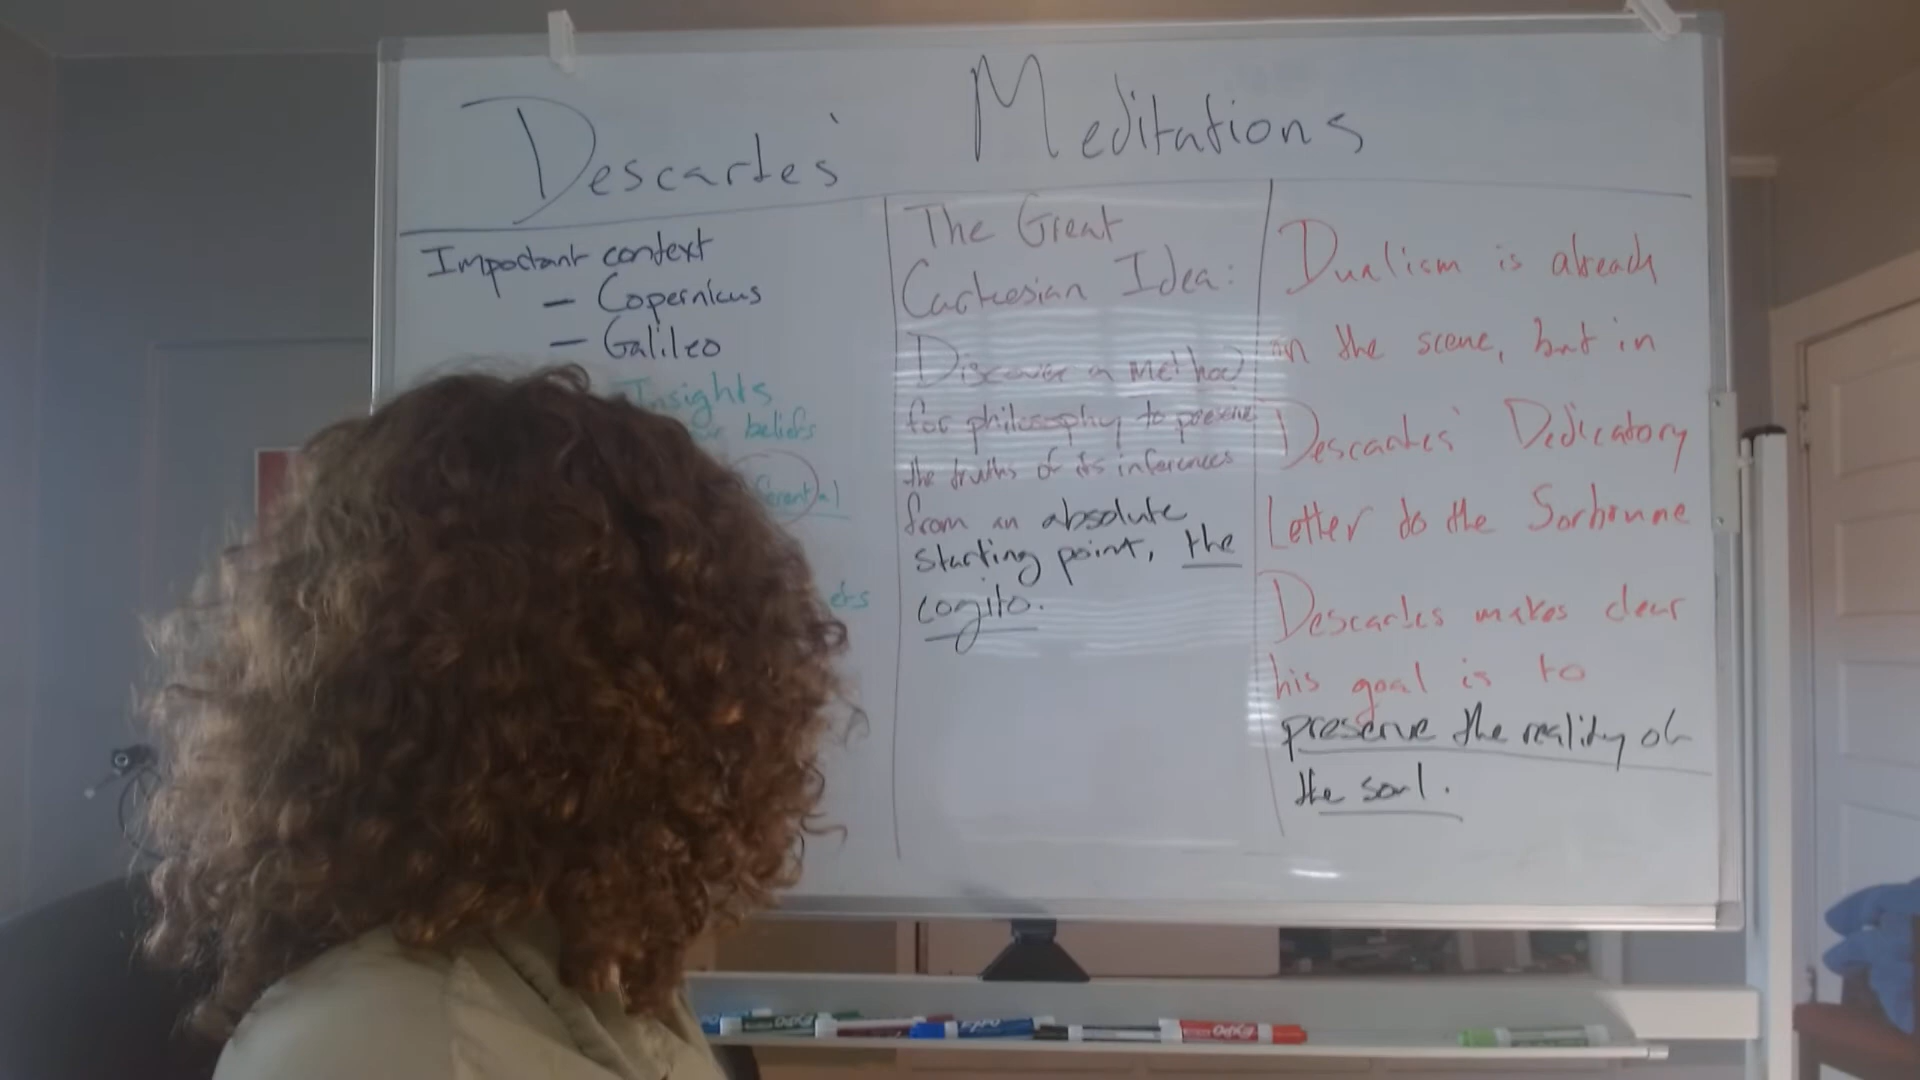 Descartes' Meditations
Important context
– Copernicus
– Galileo
Insights
beliefs
The Great
Cartesian Idea:
Discover a method
for philosophy to preserve
the truths of its inferences
from an absolute
starting point, the
cogito.
Dualism is already
in the scene, but in
Descartes' Dedicatory
Letter to the Sorbonne
Descartes makes clear
his goal is to
preserve the reality of
the soul.
EXPO